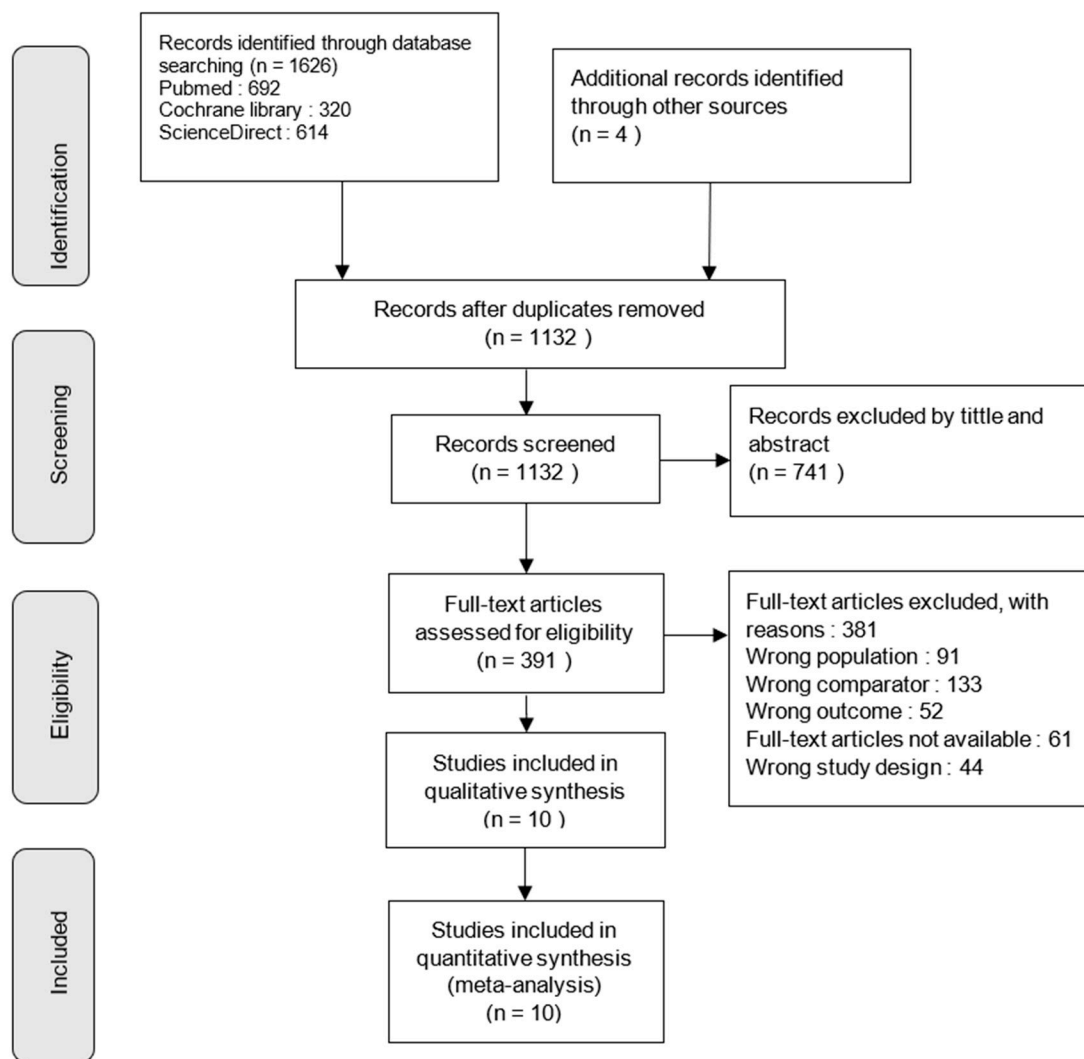 Identification
Records identified through database
searching (n = 1626)
Pubmed : 692
Cochrane library : 320
ScienceDirect : 614
Additional records identified
through other sources
(n = 4 )
Records after duplicates removed
(n = 1132 )
Screening
Records screened
(n = 1132 )
Records excluded by tittle and
abstract
(n = 741 )
Eligibility
Full-text articles
assessed for eligibility
(n = 391 )
Full-text articles excluded, with
reasons : 381
Wrong population : 91
Wrong comparator : 133
Wrong outcome : 52
Full-text articles not available : 61
Wrong study design : 44
Studies included in
qualitative synthesis
(n = 10 )
Included
Studies included in
quantitative synthesis
(meta-analysis)
(n = 10)